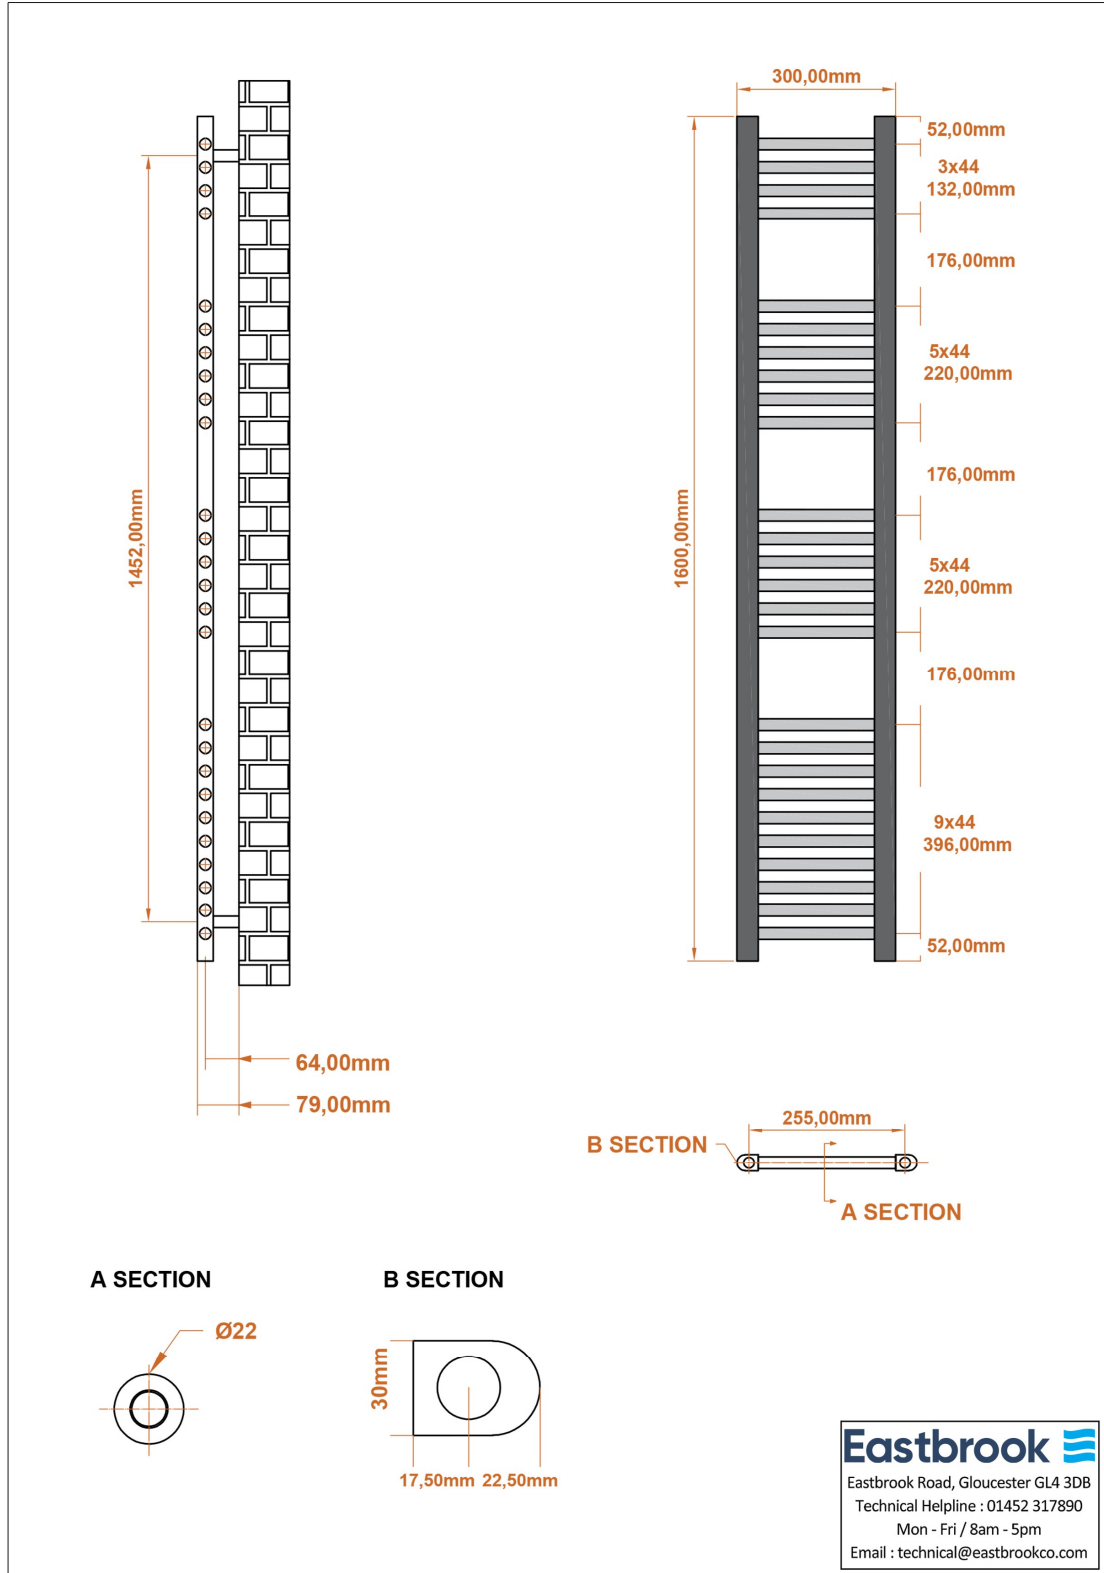 300,00mm
52,00mm
3x44
132,00mm
176,00mm
5x44
220,00mm
176,00mm
5x44
220,00mm
176,00mm
9x44
396,00mm
52,00mm
1600,00mm
1452,00mm
64,00mm
79,00mm
255,00mm
B SECTION
A SECTION
A SECTION
B SECTION
Ø22
30mm
17,50mm 22,50mm
Eastbrook
Eastbrook Road, Gloucester GL4 3DB
Technical Helpline : 01452 317890
Mon - Fri / 8am - 5pm
Email : technical@eastbrookco.com